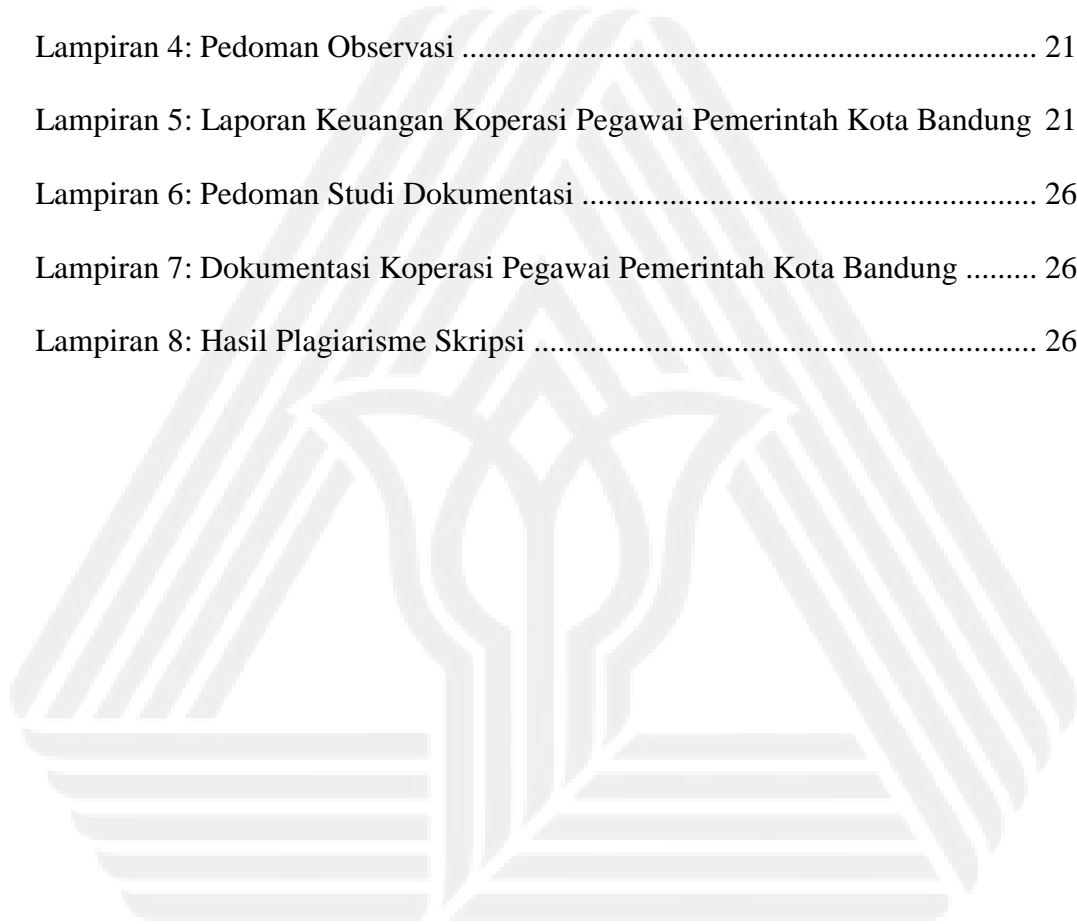 Lampiran 4: Pedoman Observasi ....................................................................... 21
Lampiran 5: Laporan Keuangan Koperasi Pegawai Pemerintah Kota Bandung 21
Lampiran 6: Pedoman Studi Dokumentasi ........................................................ 26
Lampiran 7: Dokumentasi Koperasi Pegawai Pemerintah Kota Bandung ......... 26
Lampiran 8: Hasil Plagiarisme Skripsi .............................................................. 26